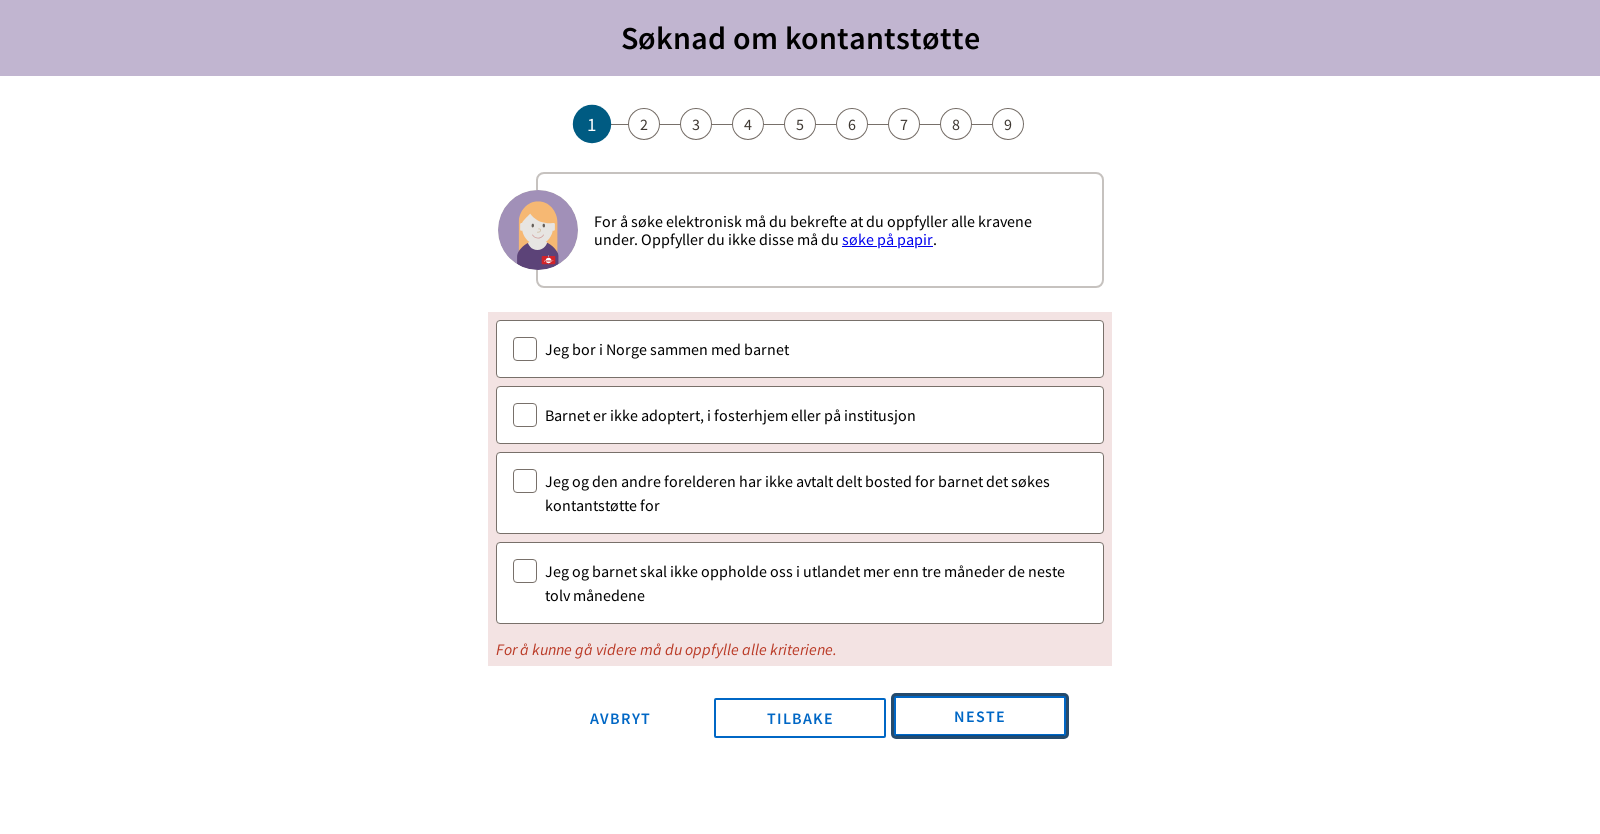 Søknad om kontantstøtte
1 2 3 4 5 6 7 8 9
For å søke elektronisk må du bekrefte at du oppfyller alle kravene
under. Oppfyller du ikke disse må du søke på papir.
Jeg bor i Norge sammen med barnet
Barnet er ikke adoptert, i fosterhjem eller på institusjon
Jeg og den andre forelderen har ikke avtalt delt bosted for barnet det søkes
kontantstøtte for
Jeg og barnet skal ikke oppholde oss i utlandet mer enn tre måneder de neste
tolv månedene
For å kunne gå videre må du oppfylle alle kriteriene.
AVBRYT TILBAKE NESTE